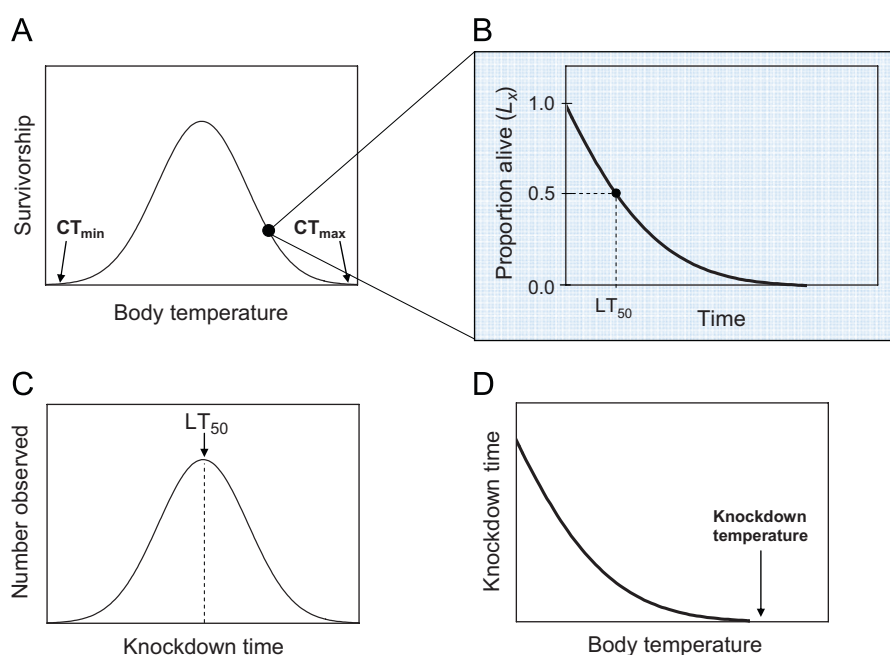 A
Survivorship
CTmin
CTmax
Body temperature
B
Proportion alive (Lx)
1.0
0.5
0.0
LT50
Time
C
Number observed
LT50
Knockdown time
D
Knockdown time
Knockdown
temperature
Body temperature